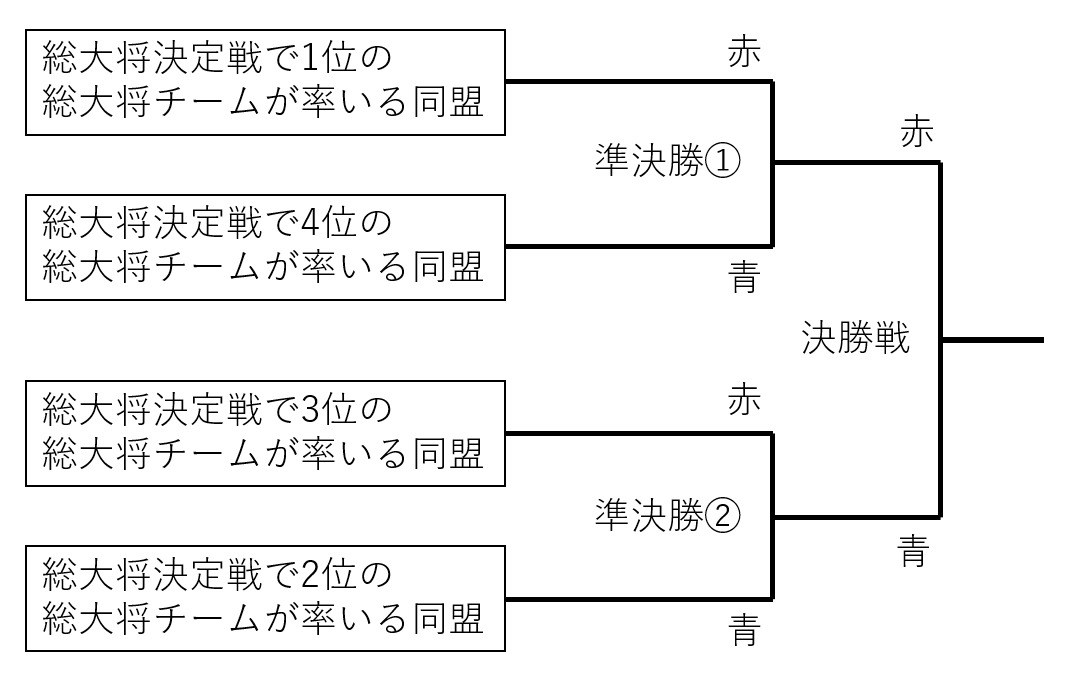 総大将決定戦で1位の
総大将チームが率いる同盟
赤
準決勝①
総大将決定戦で4位の
総大将チームが率いる同盟
青
赤
決勝戦
総大将決定戦で3位の
総大将チームが率いる同盟
赤
準決勝②
総大将決定戦で2位の
総大将チームが率いる同盟
青
青